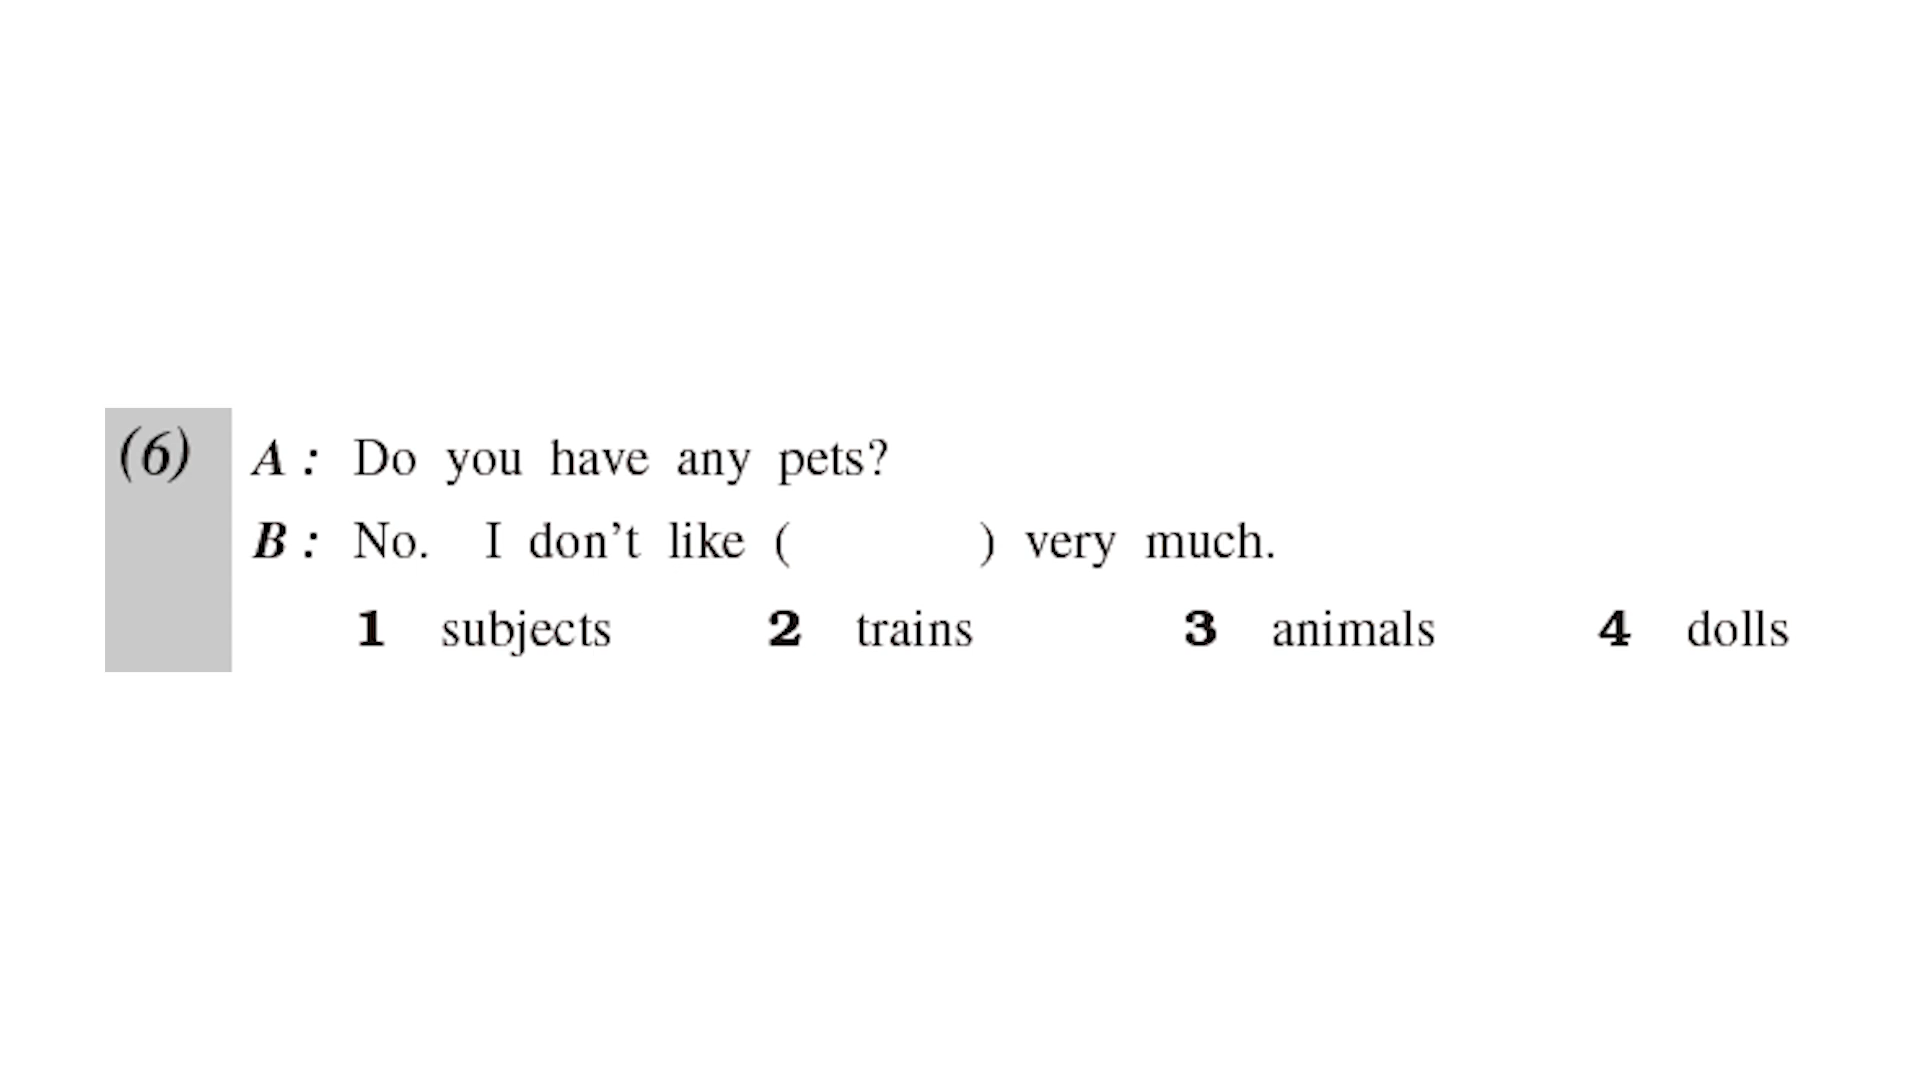 (6) A : Do you have any pets?
B : No. I don't like ( ) very much.
1 subjects 2 trains 3 animals 4 dolls